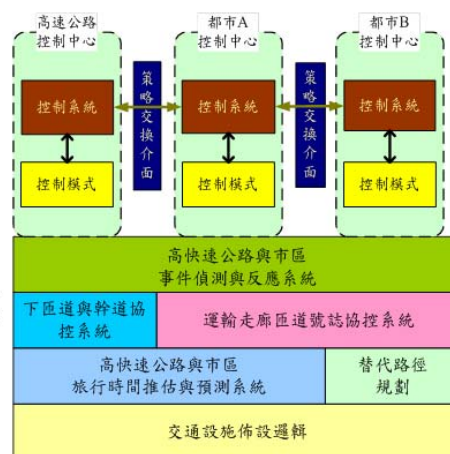 高速公路
控制中心
都市A
控制中心
都市B
控制中心
控制系統
策略交換介面
控制系統
策略交換介面
控制系統
控制模式
控制模式
控制模式
高快速公路與市區
事件偵測與反應系統
下匝道與幹道協
控系統
運輸走廊匝道號誌協控系統
高快速公路與市區
旅行時間推估與預測系統
替代路徑
規劃
交通設施佈設邏輯